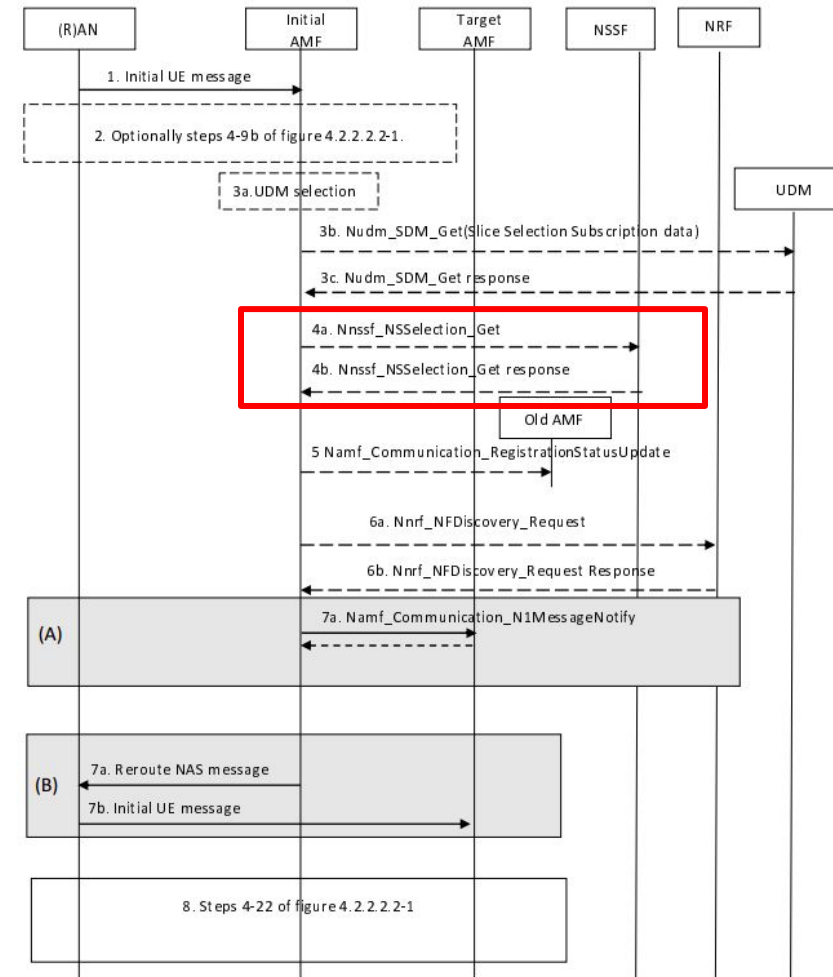 (R)AN
Initial
AMF
Target
AMF
NSSF
NRF
1. Initial UE message
2. Optionally steps 4-9b of figure 4.2.2.2.2-1.
3a.UDM selection
UDM
3b. Nudm_SDM_Get(Slice Selection Subscription data)
3c. Nudm_SDM_Get response
4a. Nnssf_NSSelection_Get
4b. Nnssf_NSSelection_Get response
Old AMF
5 Namf_Communication_RegistrationStatusUpdate
6a. Nnrf_NFDiscovery_Request
6b. Nnrf_NFDiscovery_Request Response
(A)
7a. Namf_Communication_N1MessageNotify
(B)
7a. Reroute NAS message
7b. Initial UE message
8. Steps 4-22 of figure 4.2.2.2.2-1